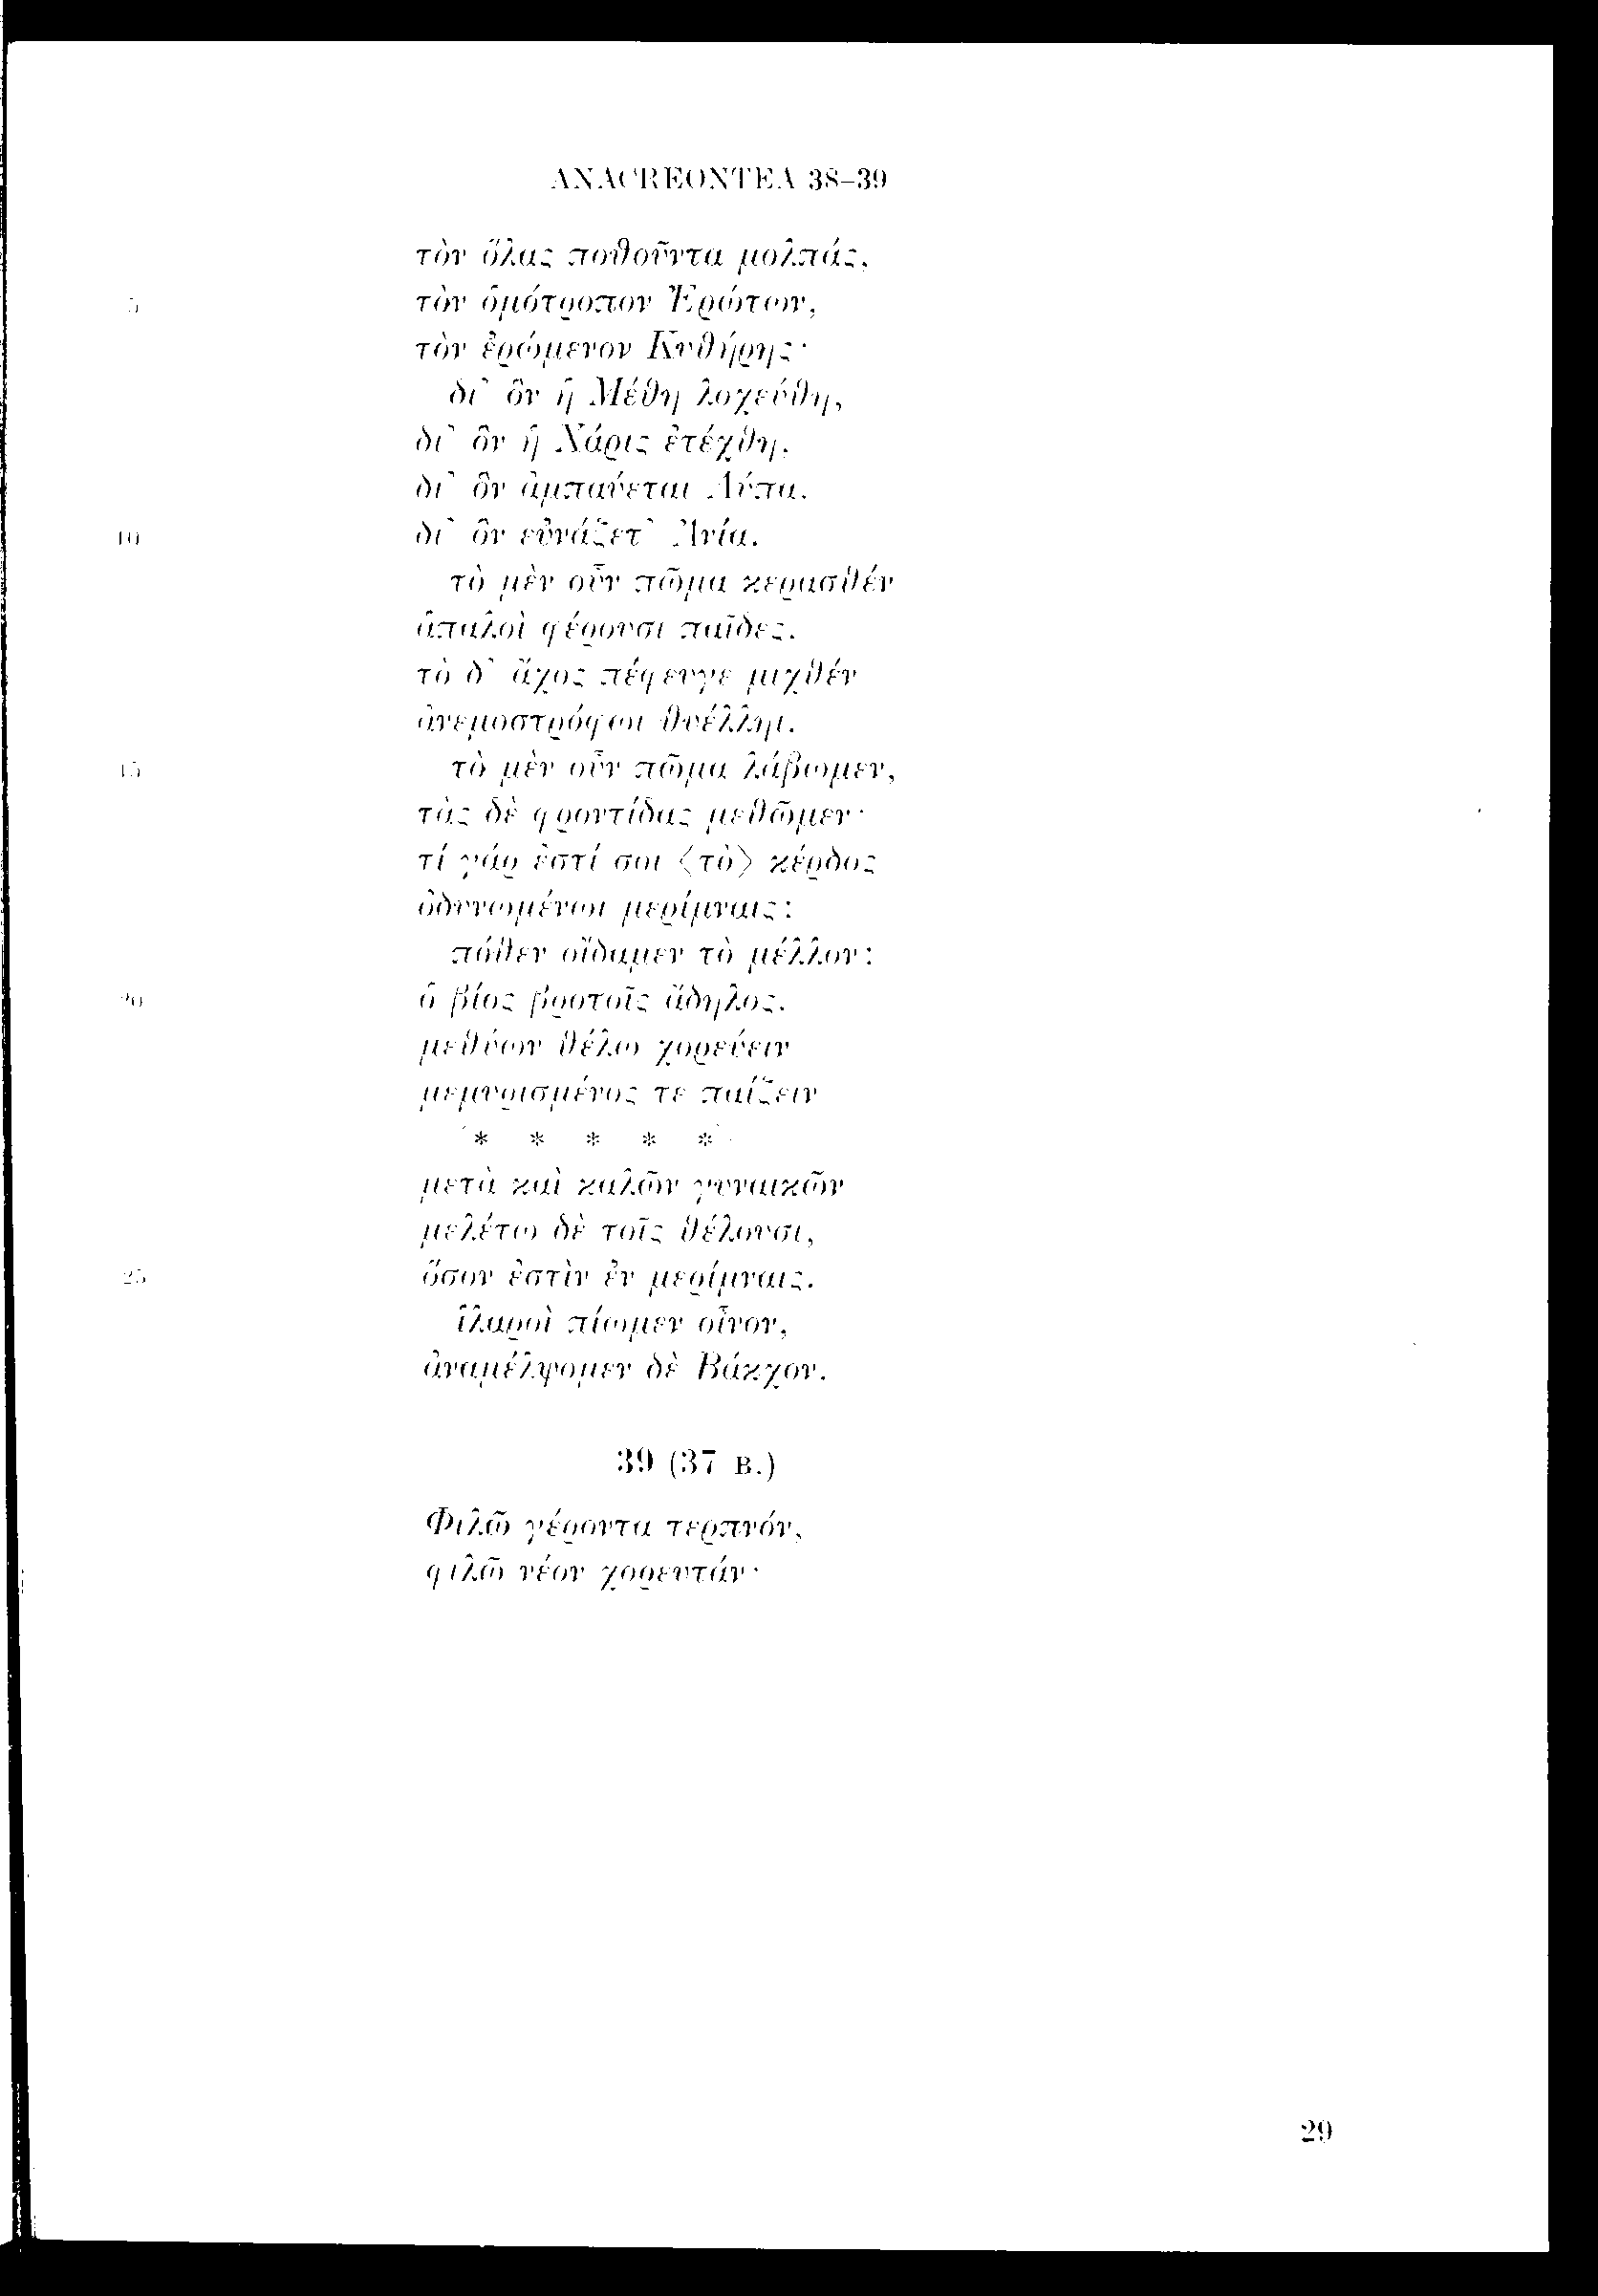 ANACREONTEA 38–39
τὸν ὅλας ποθοῦντα μολπάς,
5 τὸν ὁμότροπον Ἐρώτων,
τὸν ἐρώμενον Κυθήρης·
δι᾽ ὃν ἡ Μέθη λοχεύθη,
δι᾽ ὃν ἡ Χάρις ἐτέχθη,
δι᾽ ὃν ἀμπαύεται Λύπα,
10 δι᾽ ὃν εὐνάζετ᾽ Ἀνία.
τὸ μὲν οὖν πῶμα κερασθέν
ἁπαλοὶ φέρουσι παῖδες,
τὸ δ᾽ ἄχος πέφευγε μιχθέν
ἀνεμοστρόφωι θυέλληι.
15 τὸ μὲν οὖν πῶμα λάβωμεν,
τὰς δὲ φροντίδας μεθῶμεν·
τί γάρ ἐστί σοι ⟨τὸ⟩ κέρδος
ὀδυνωμένωι μερίμναις;
πόθεν οἴδαμεν τὸ μέλλον;
20 ὁ βίος βροτοῖς ἄδηλος.
μεθύων θέλω χορεύειν
μεμυρισμένος τε παίζειν
* * * * *
μετὰ καὶ καλῶν γυναικῶν
μελέτω δὲ τοῖς θέλουσι,
25 ὅσον ἐστὶν ἐν μερίμναις.
ἱλαροὶ πίωμεν οἶνον,
ἀναμέλψομεν δὲ Βάκχον.
39 (37 B.)
Φιλῶ γέροντα τερπνόν,
φιλῶ νέον χορευτάν·
29